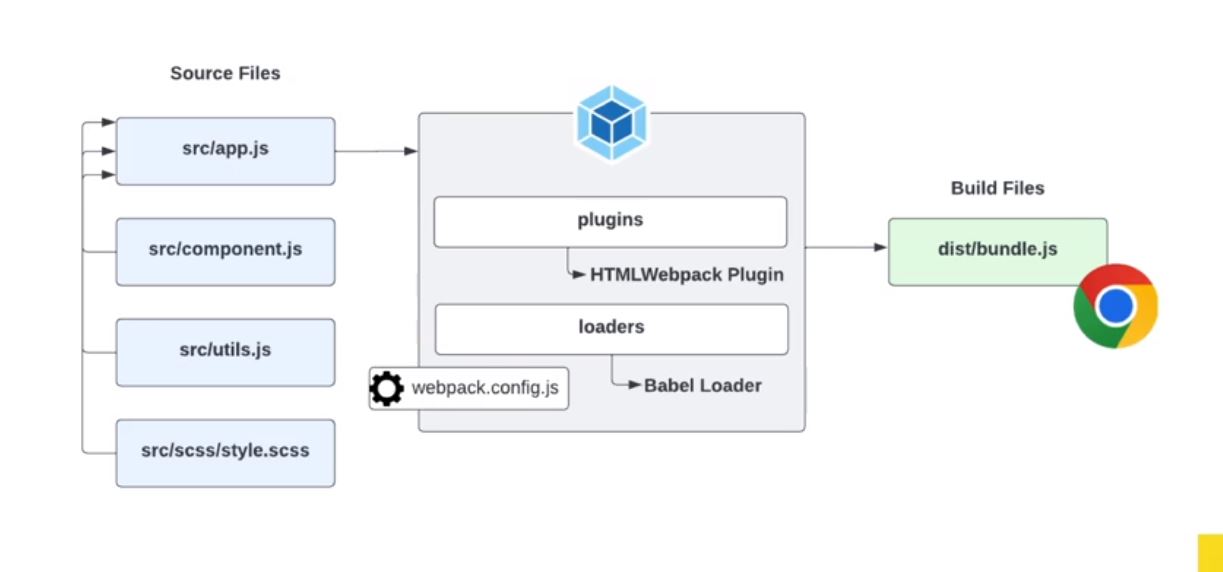 Source Files
src/app.js
src/component.js
src/utils.js
src/scss/style.scss
plugins
HTMLWebpack Plugin
loaders
Babel Loader
webpack.config.js
Build Files
dist/bundle.js